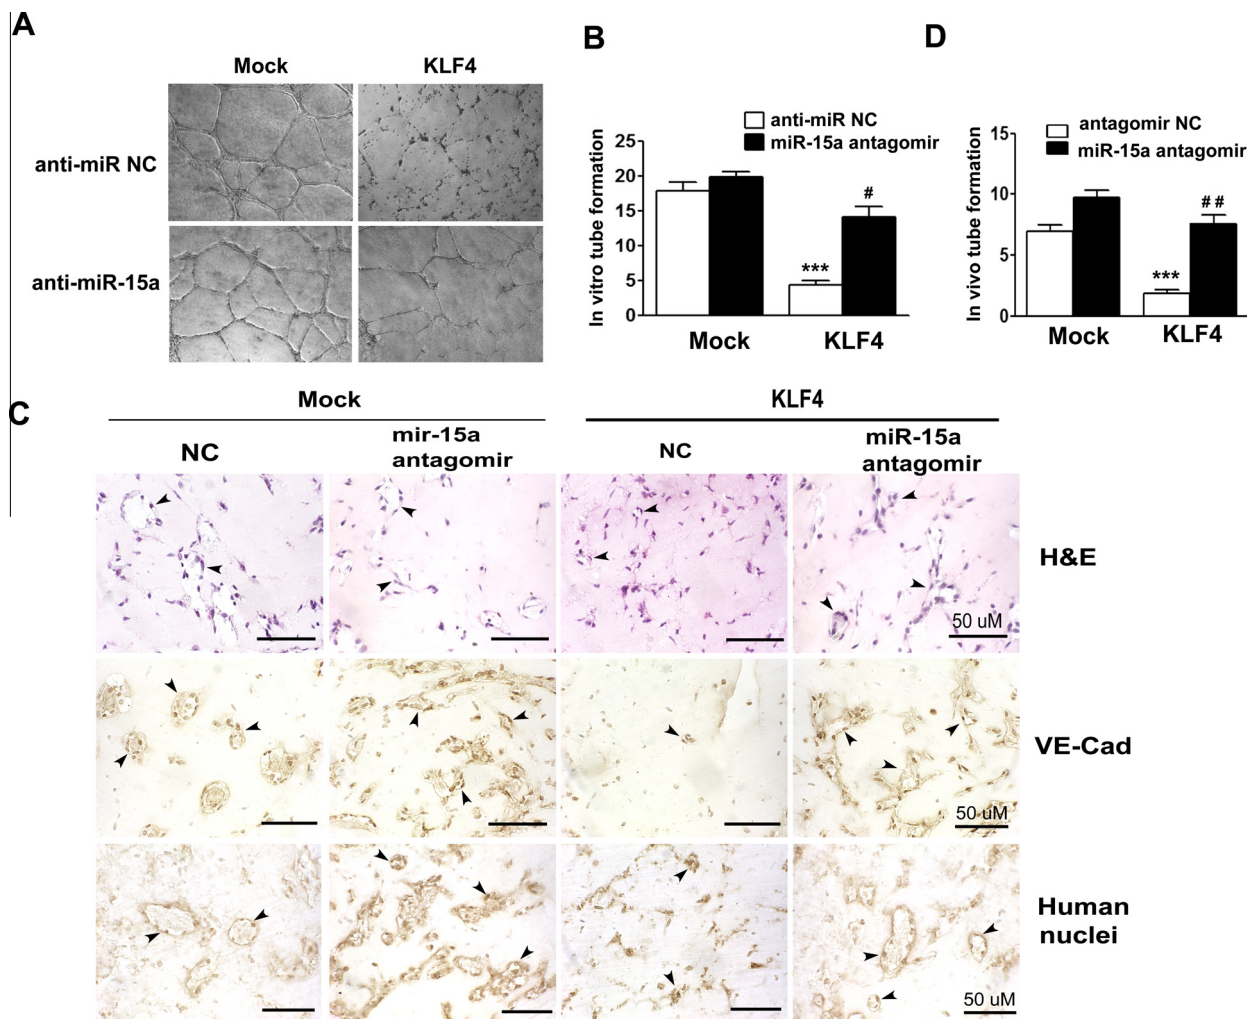 A
Mock
KLF4
anti-miR NC
anti-miR-15a
B
anti-miR NC
miR-15a antagomir
In vitro tube formation
25
20
15
10
5
0
#
***
Mock
KLF4
D
antagomir NC
miR-15a antagomir
In vivo tube formation
15
10
5
0
##
***
Mock
KLF4
C
Mock
KLF4
NC
mir-15a
antagomir
NC
miR-15a
antagomir
H&E
50 uM
VE-Cad
50 uM
Human
nuclei
50 uM